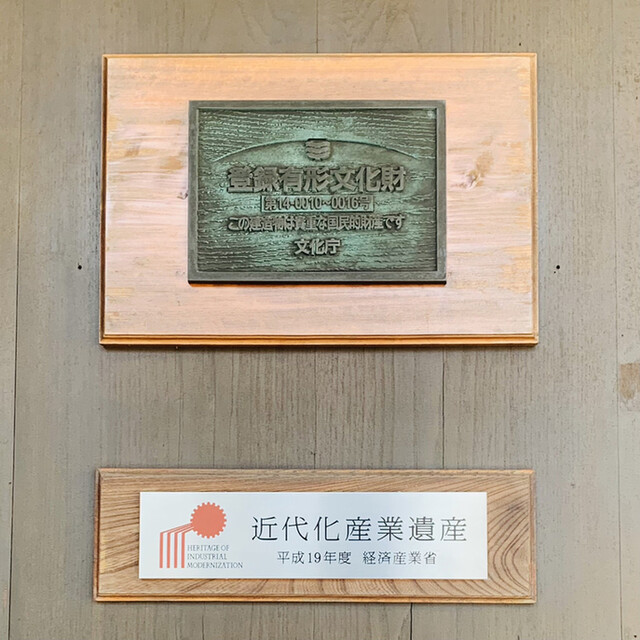 登録有形文化財
第14-0010~0016号
この建造物は貴重な国民的財産です
文化庁
近代化産業遺産
平成19年度 経済産業省
HERITAGE OF
INDUSTRIAL
MODERNIZATION